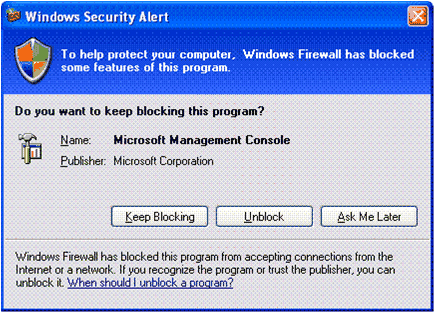 Windows Security Alert
To help protect your computer, Windows Firewall has blocked
some features of this program.
Do you want to keep blocking this program?
Name: Microsoft Management Console
Publisher: Microsoft Corporation
Keep Blocking Unblock Ask Me Later
Windows Firewall has blocked this program from accepting connections from the
Internet or a network. If you recognize the program or trust the publisher, you can
unblock it. When should I unblock a program?